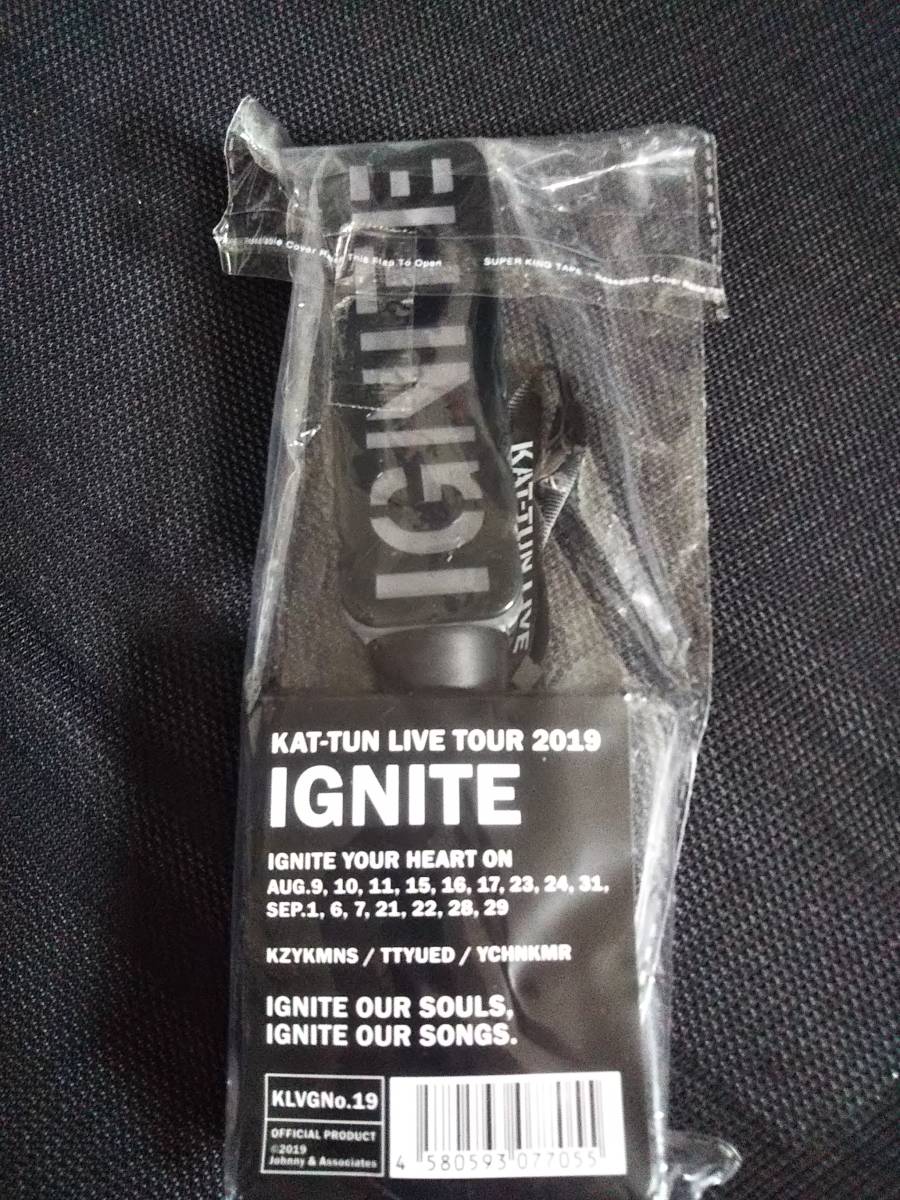 IGNITE
This Flap To Open
SUPER KING TAPE
Resealable Cover
KAT-TUN LIVE
KAT-TUN LIVE TOUR 2019
IGNITE
IGNITE YOUR HEART ON
AUG.9, 10, 11, 15, 16, 17, 23, 24, 31,
SEP.1, 6, 7, 21, 22, 28, 29
KZYKMNS / TTYUED / YCHNKMR
IGNITE OUR SOULS,
IGNITE OUR SONGS.
KLVGNo.19
OFFICIAL PRODUCT
©2019
Johnny & Associates
4 580593 077055